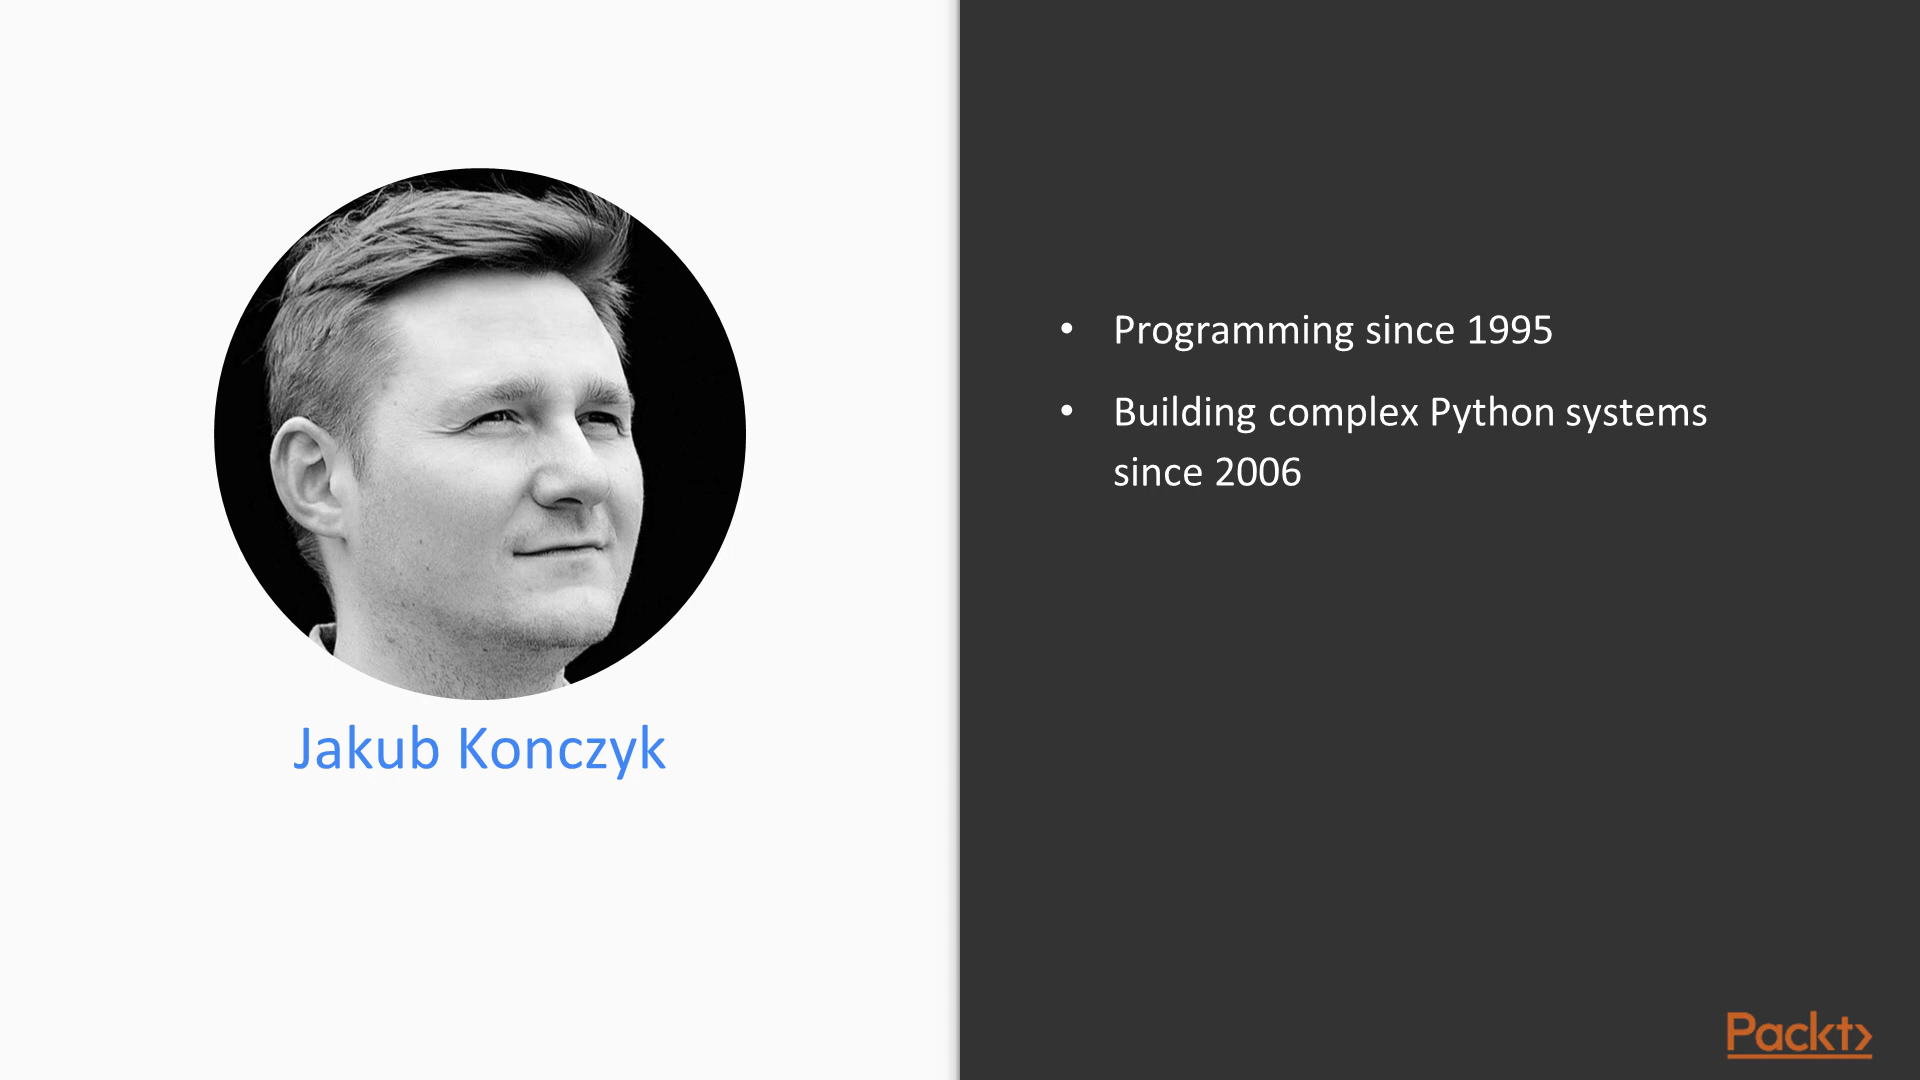 Jakub Konczyk
• Programming since 1995
• Building complex Python systems
since 2006
Packt>